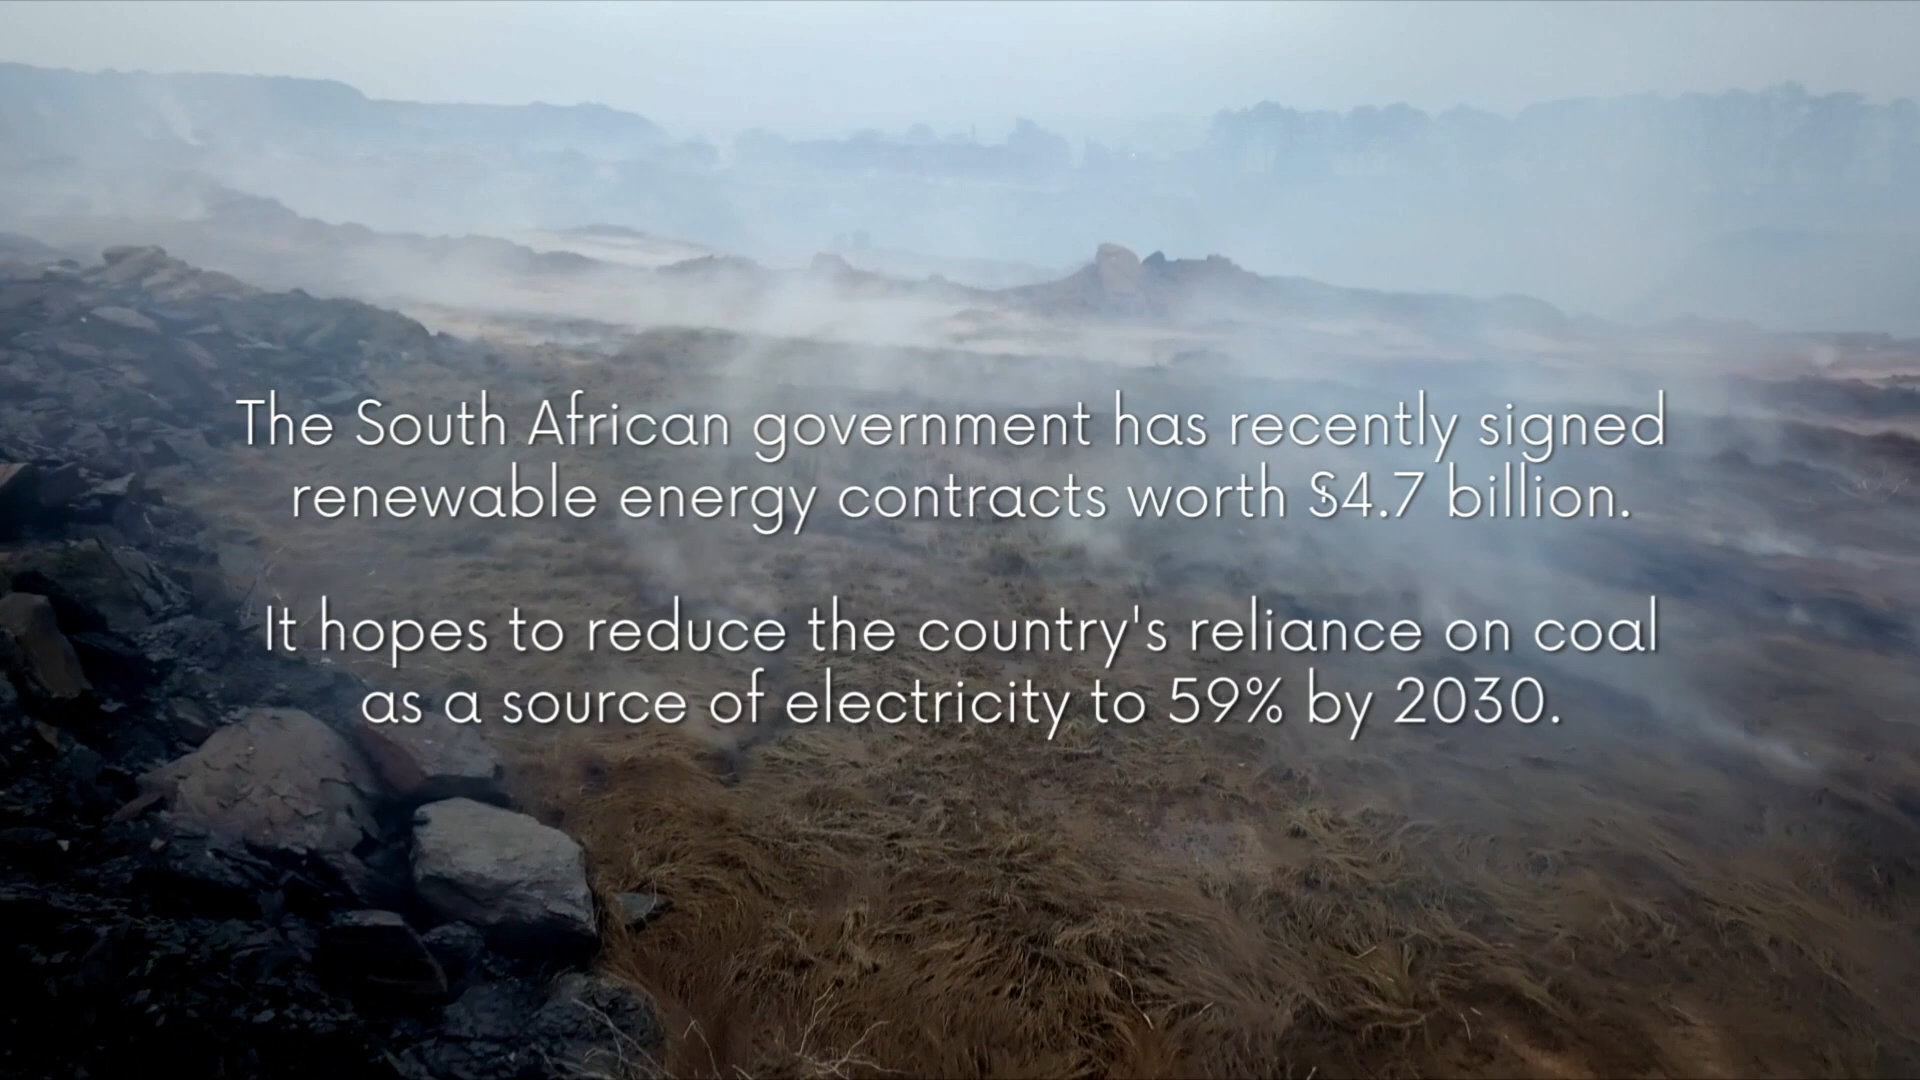 The South African government has recently signed
renewable energy contracts worth $4.7 billion.
It hopes to reduce the country's reliance on coal
as a source of electricity to 59% by 2030.